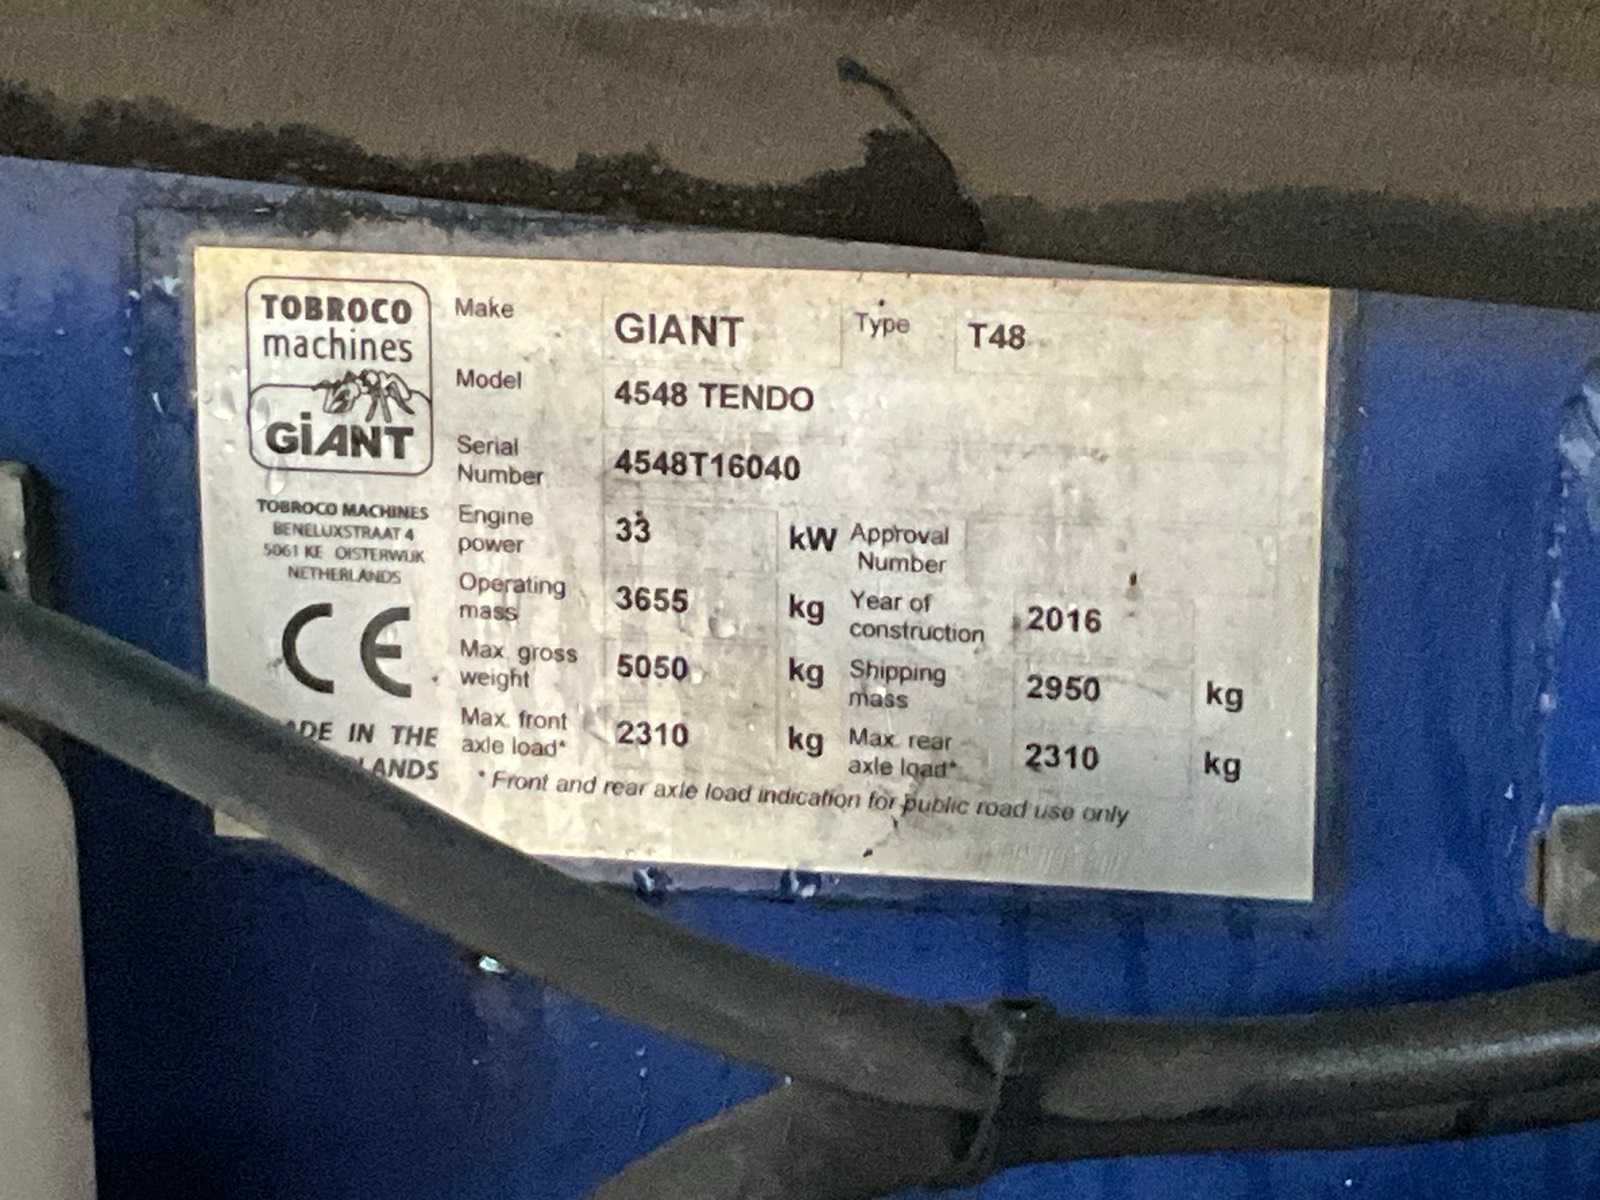 TOBROCO
machines
GiANT
TOBROCO MACHINES
BENELUXSTRAAT 4
5061 KE OISTERWIJK
NETHERLANDS
CE
DE IN THE
LANDS
Make GIANT Type T48
Model 4548 TENDO
Serial
Number 4548T16040
Engine
power 33 kW Approval
Number
Operating
mass 3655 kg Year of
construction 2016
Max. gross
weight 5050 kg Shipping
mass 2950 kg
Max. front
axle load* 2310 kg Max. rear
axle load* 2310 kg
* Front and rear axle load indication for public road use only